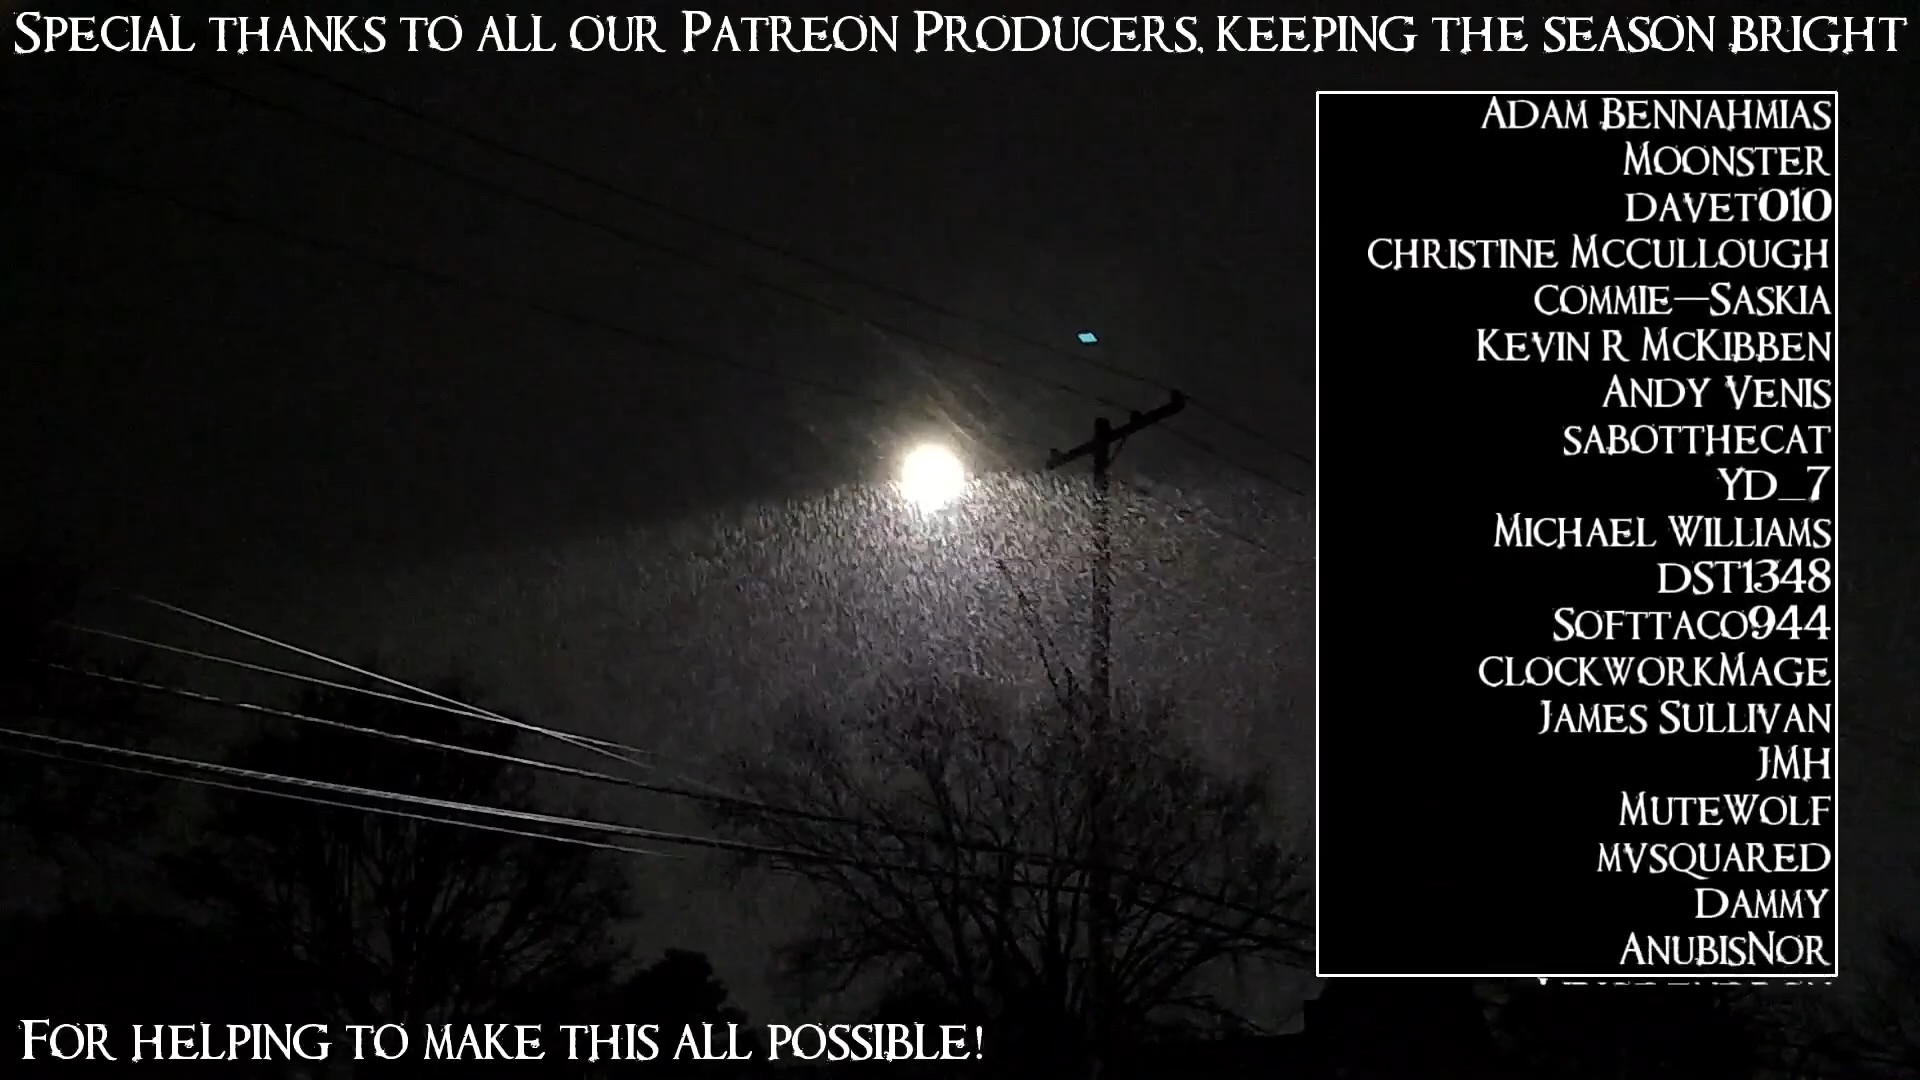 Special thanks to all our Patreon Producers, keeping the season bright
Adam Bennahmias
Moonster
davet010
christine Mccullough
Commie—Saskia
Kevin R McKibben
Andy Venis
sabotthecat
YD_7
Michael Williams
DST1348
Softtaco944
clockworkMage
James Sullivan
JMH
MuteWolf
mvsquared
Dammy
AnubisNor
For helping to make this all possible!